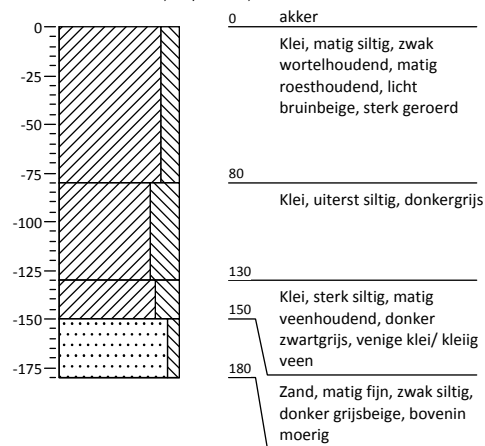 0
-25
-50
-75
-100
-125
-150
-175
0 akker
Klei, matig siltig, zwak
wortelhoudend, matig
roesthoudend, licht
bruinbeige, sterk geroerd
80
Klei, uiterst siltig, donkergrijs
130
Klei, sterk siltig, matig
veenhoudend, donker
zwartgrijs, venige klei/ kleiig
veen
150
Zand, matig fijn, zwak siltig,
donker grijsbeige, bovenin
moerig
180